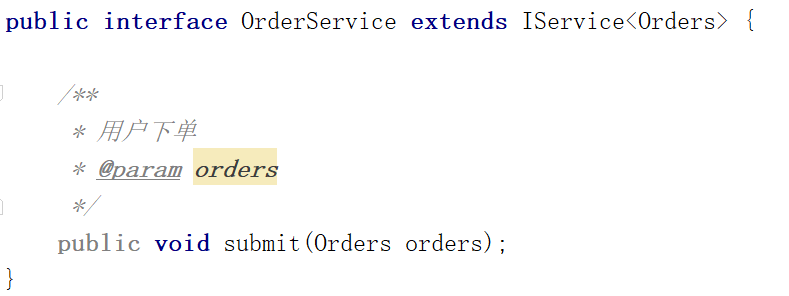 public interface OrderService extends IService<Orders> {
/**
* 用户下单
* @param orders
*/
public void submit(Orders orders);
}